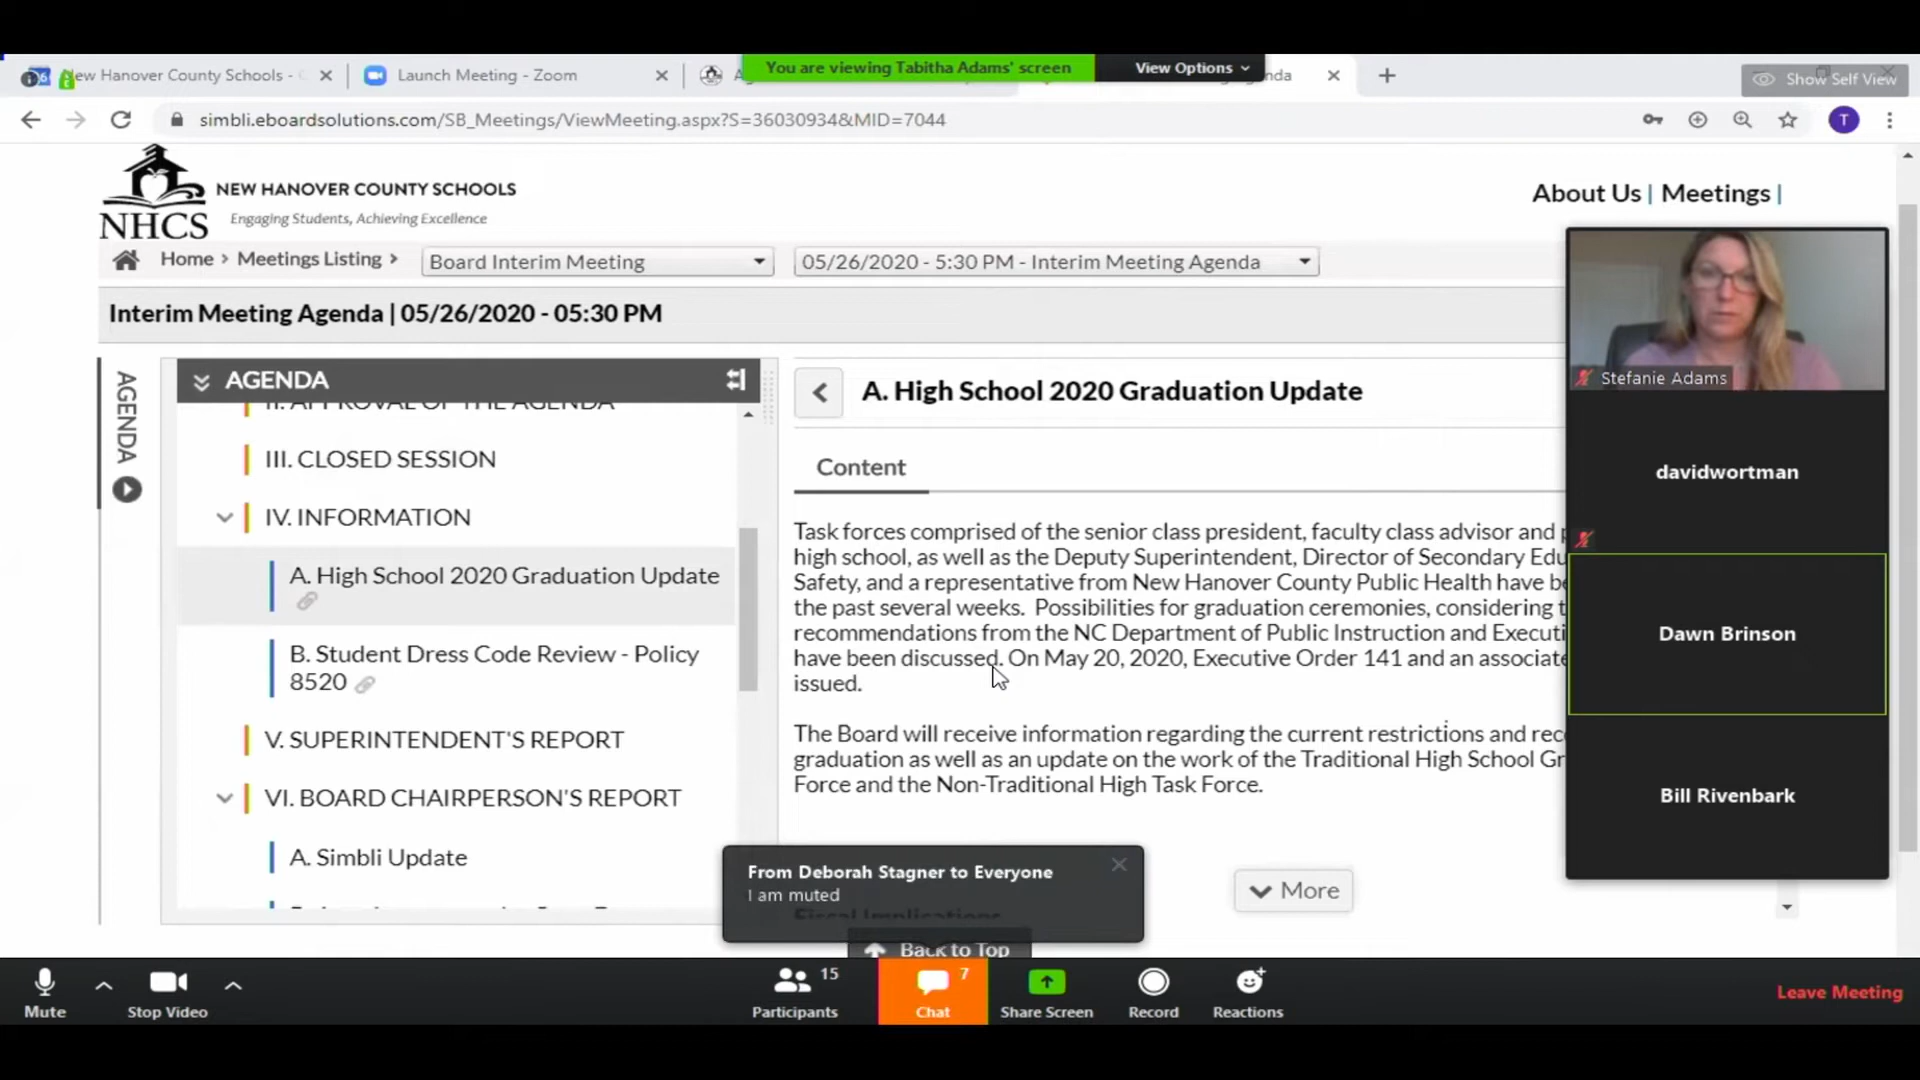 You are viewing Tabitha Adams' screen
View Options
Show Self View
New Hanover County Schools -
Launch Meeting - Zoom
simbli.eboardsolutions.com/SB_Meetings/ViewMeeting.aspx?S=36030934&MID=7044
T
NEW HANOVER COUNTY SCHOOLS
Engaging Students, Achieving Excellence
NHCS
About Us | Meetings |
Home > Meetings Listing >
Board Interim Meeting
05/26/2020 - 5:30 PM - Interim Meeting Agenda
Interim Meeting Agenda | 05/26/2020 - 05:30 PM
AGENDA
AGENDA
II. APPROVAL OF THE AGENDA
III. CLOSED SESSION
IV. INFORMATION
A. High School 2020 Graduation Update
B. Student Dress Code Review - Policy
8520
V. SUPERINTENDENT'S REPORT
VI. BOARD CHAIRPERSON'S REPORT
A. Simbli Update
A. High School 2020 Graduation Update
Content
Task forces comprised of the senior class president, faculty class advisor and
high school, as well as the Deputy Superintendent, Director of Secondary Edu
Safety, and a representative from New Hanover County Public Health have be
the past several weeks. Possibilities for graduation ceremonies, considering
recommendations from the NC Department of Public Instruction and Executi
have been discussed. On May 20, 2020, Executive Order 141 and an associate
issued.
The Board will receive information regarding the current restrictions and rec
graduation as well as an update on the work of the Traditional High School Gr
Force and the Non-Traditional High Task Force.
More
Fiscal Implications
Back to Top
From Deborah Stagner to Everyone
I am muted
Stefanie Adams
davidwortman
Dawn Brinson
Bill Rivenbark
Mute
Stop Video
15
Participants
7
Chat
Share Screen
Record
Reactions
Leave Meeting